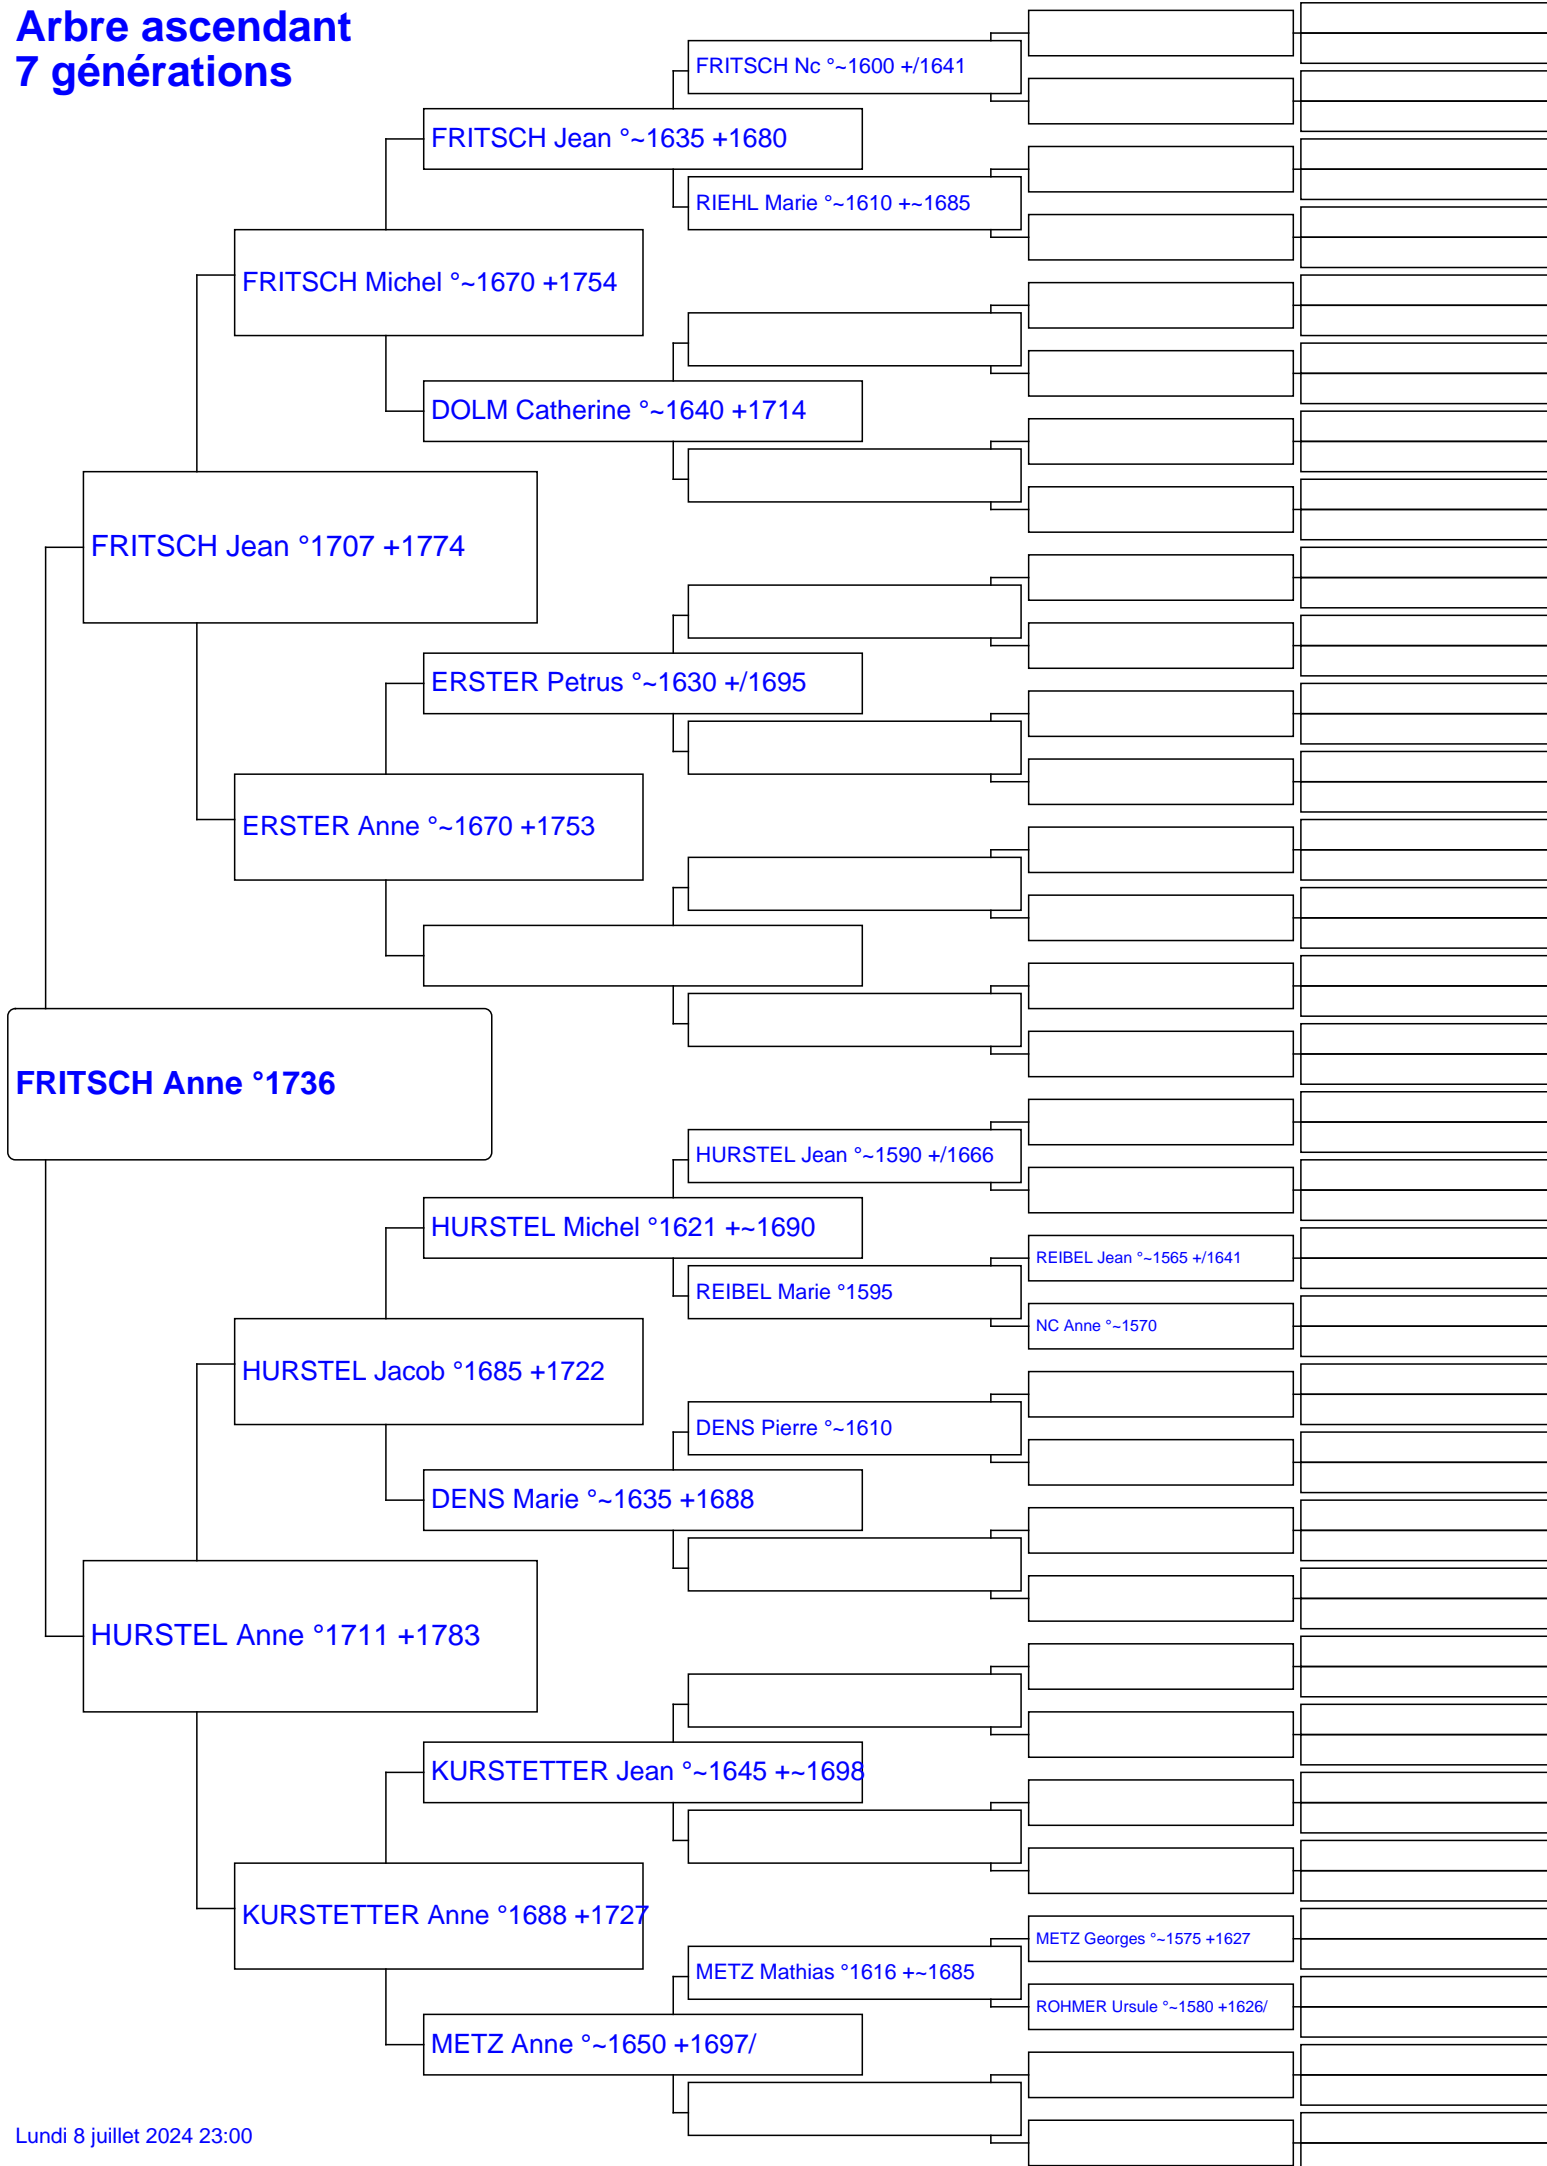 Arbre ascendant
7 générations
FRITSCH Nc °~1600 +/1641
FRITSCH Jean °~1635 +1680
RIEHL Marie °~1610 +~1685
FRITSCH Michel °~1670 +1754
DOLM Catherine °~1640 +1714
FRITSCH Jean °1707 +1774
ERSTER Petrus °~1630 +/1695
ERSTER Anne °~1670 +1753
FRITSCH Anne °1736
HURSTEL Jean °~1590 +/1666
HURSTEL Michel °1621 +~1690
REIBEL Jean °~1565 +/1641
REIBEL Marie °1595
NC Anne °~1570
HURSTEL Jacob °1685 +1722
DENS Pierre °~1610
DENS Marie °~1635 +1688
HURSTEL Anne °1711 +1783
KURSTETTER Jean °~1645 +~1698
KURSTETTER Anne °1688 +1727
METZ Georges °~1575 +1627
METZ Mathias °1616 +~1685
ROHMER Ursule °~1580 +1626/
METZ Anne °~1650 +1697/
Lundi 8 juillet 2024 23:00